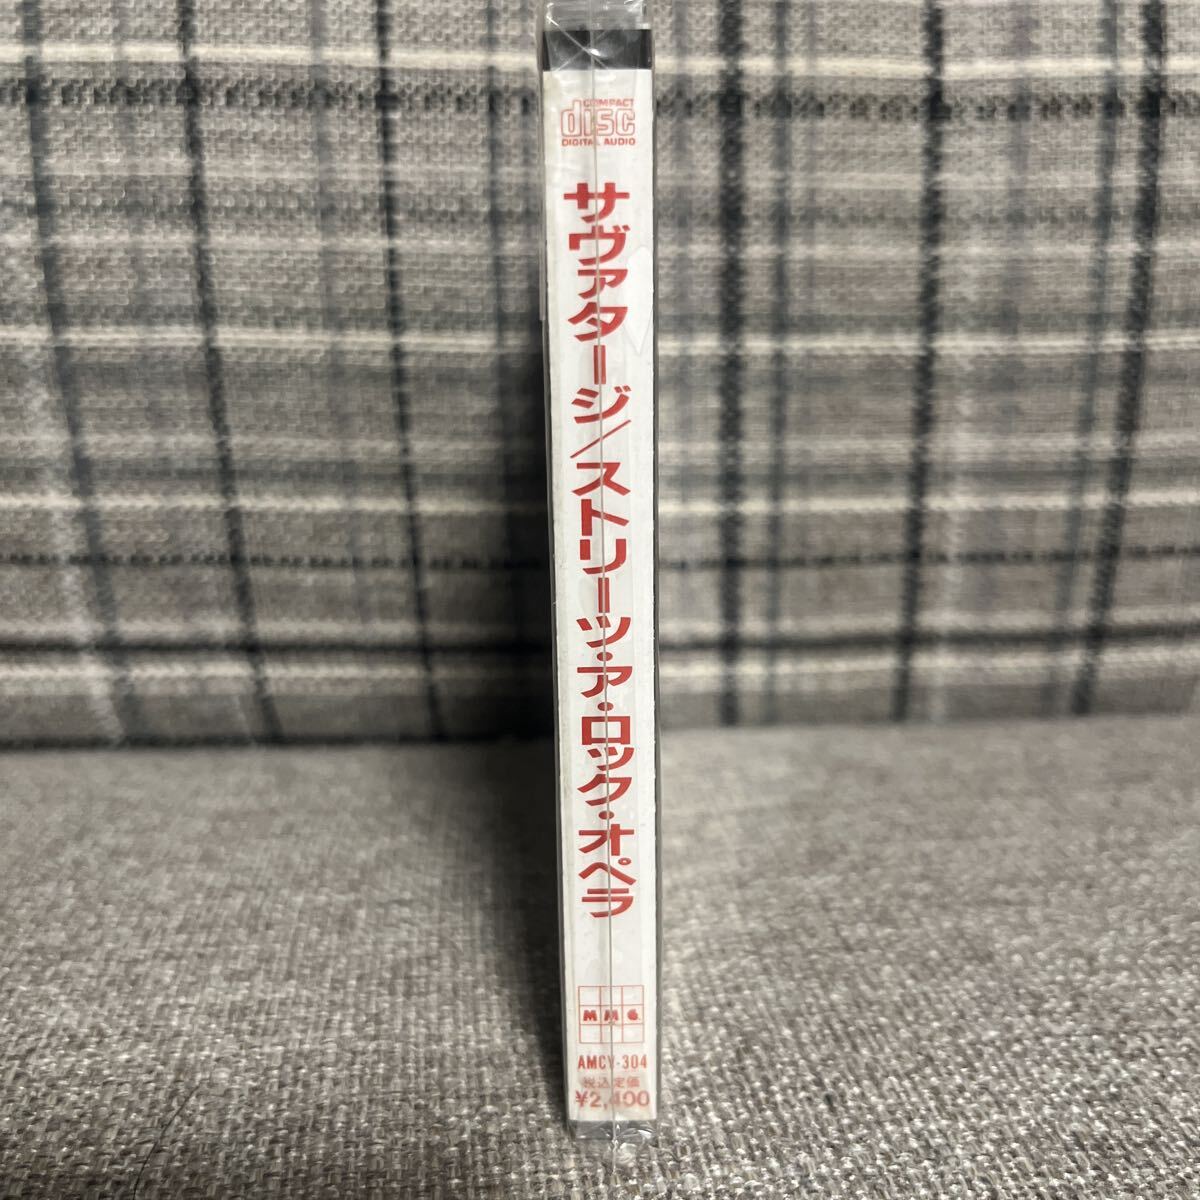 COMPACT
disc
DIGITAL AUDIO
サヴァタージ/ストリーツ・ア・ロック・オペラ
MMG
AMCY-304
税込定価
¥2,400